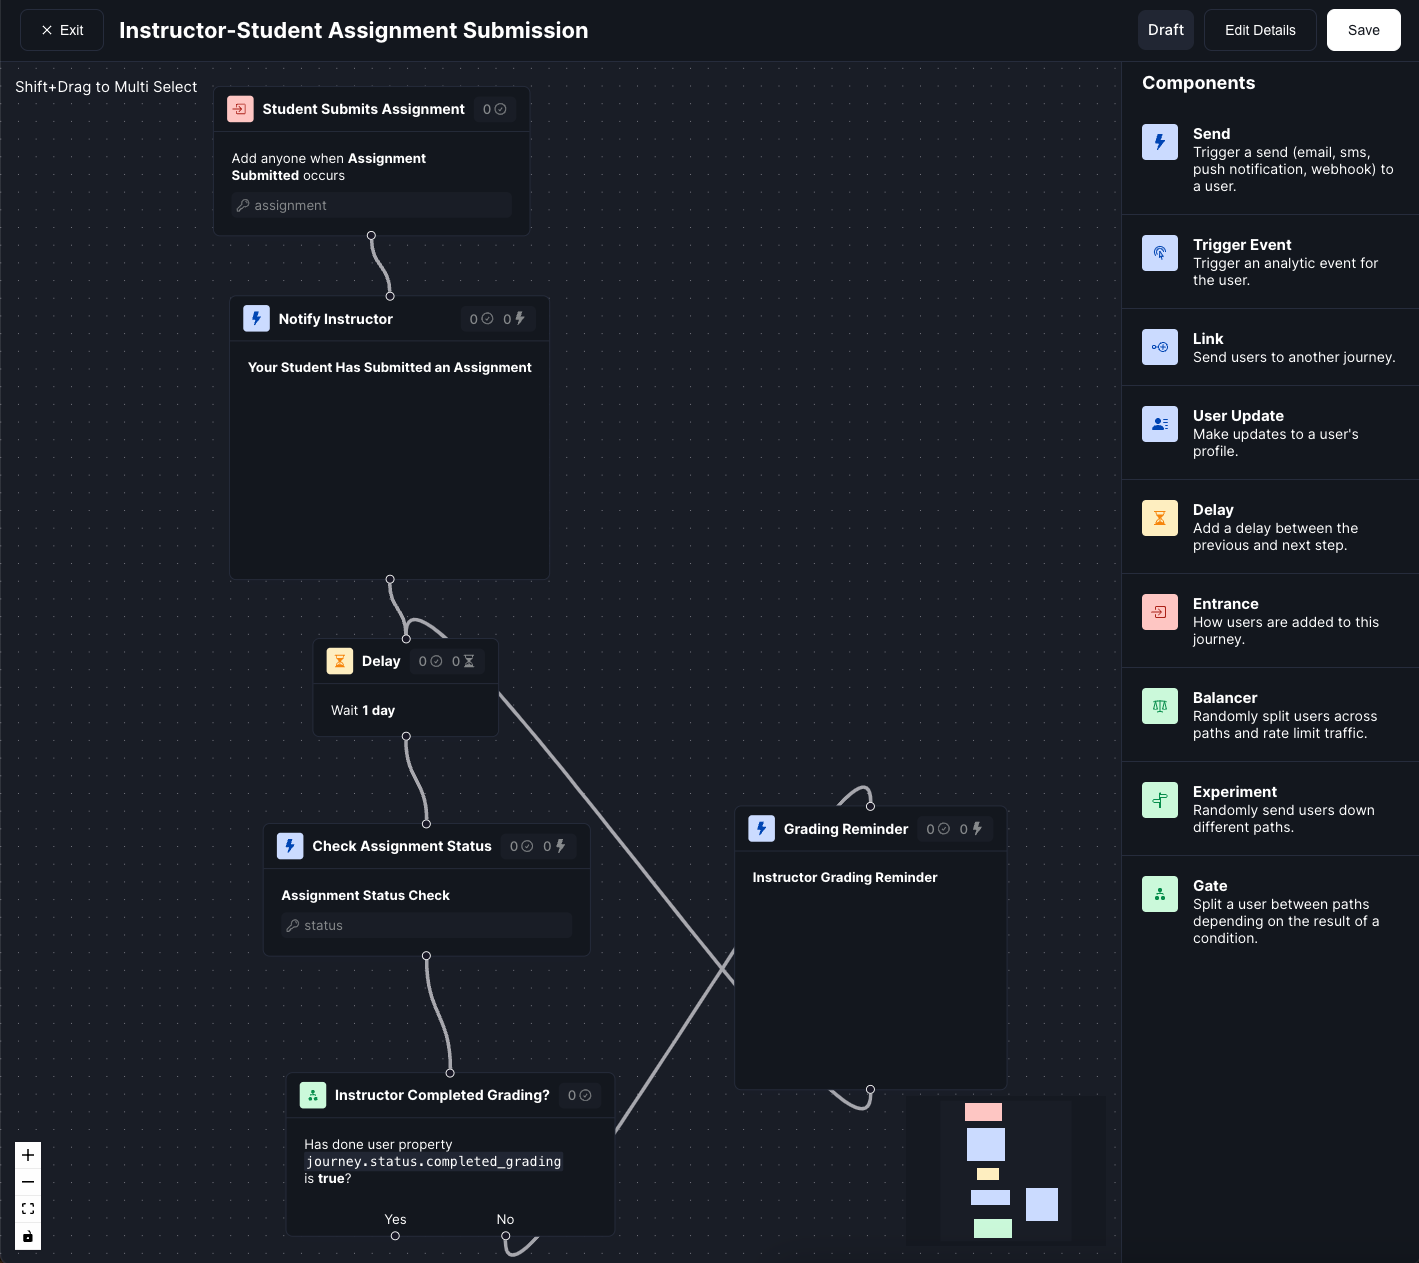 Exit
Instructor-Student Assignment Submission
Draft
Edit Details
Save
Shift+Drag to Multi Select
Student Submits Assignment
0
Add anyone when Assignment
Submitted occurs
assignment
Notify Instructor
0 0
Your Student Has Submitted an Assignment
Delay
0 0
Wait 1 day
Check Assignment Status
0 0
Assignment Status Check
status
Instructor Completed Grading?
0
Has done user property
journey.status.completed_grading
is true?
Yes
No
Grading Reminder
0 0
Instructor Grading Reminder
Components
Send
Trigger a send (email, sms,
push notification, webhook) to
a user.
Trigger Event
Trigger an analytic event for
the user.
Link
Send users to another journey.
User Update
Make updates to a user's
profile.
Delay
Add a delay between the
previous and next step.
Entrance
How users are added to this
journey.
Balancer
Randomly split users across
paths and rate limit traffic.
Experiment
Randomly send users down
different paths.
Gate
Split a user between paths
depending on the result of a
condition.